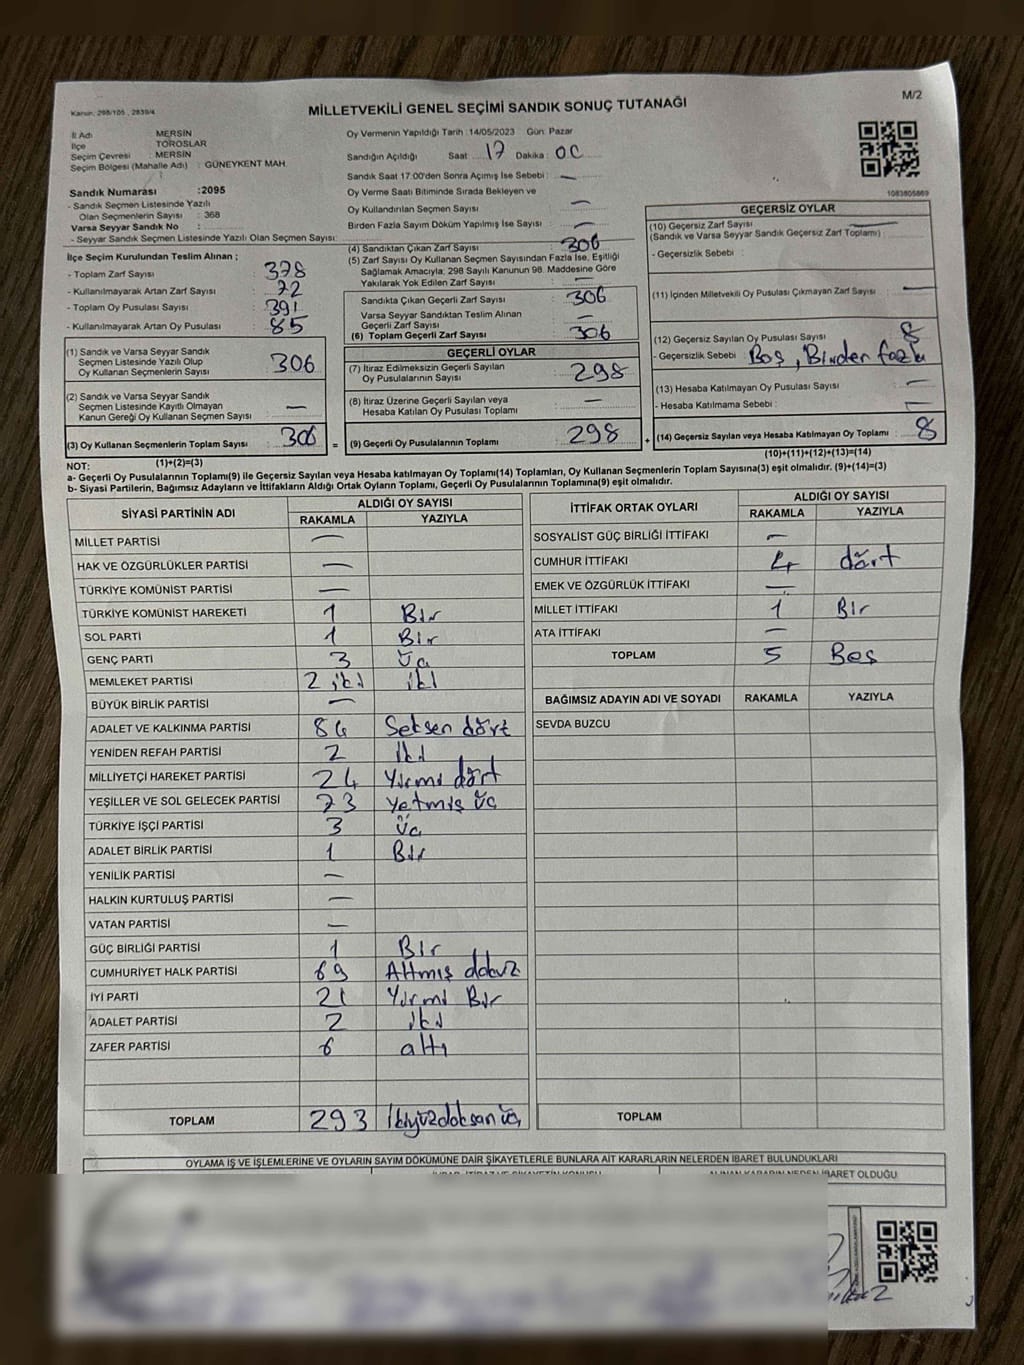 M/2
Kanun: 298/105 , 2839/4
MİLLETVEKİLİ GENEL SEÇİMİ SANDIK SONUÇ TUTANAĞI
İl Adı : MERSİN
İlçe : TOROSLAR
Seçim Çevresi : MERSİN
Seçim Bölgesi (Mahalle Adı) : GÜNEYKENT MAH.
Sandık Numarası :2095
- Sandık Seçmen Listesinde Yazılı
Olan Seçmenlerin Sayısı : 368
Varsa Seyyar Sandık No :
- Seyyar Sandık Seçmen Listesinde Yazılı Olan Seçmen Sayısı:
İlçe Seçim Kurulundan Teslim Alınan ;
- Toplam Zarf Sayısı : 378
- Kullanılmayarak Artan Zarf Sayısı : 72
- Toplam Oy Pusulası Sayısı : 391
- Kullanılmayarak Artan Oy Pusulası : 85
(1) Sandık ve Varsa Seyyar Sandık
Seçmen Listesinde Yazılı Olup
Oy Kullanan Seçmenlerin Sayısı : 306
(2) Sandık ve Varsa Seyyar Sandık
Seçmen Listesinde Kayıtlı Olmayan
Kanun Gereği Oy Kullanan Seçmen Sayısı : —
(3) Oy Kullanan Seçmenlerin Toplam Sayısı : 306 =
(1)+(2)=(3)
Oy Vermenin Yapıldığı Tarih :14/05/2023 Gün: Pazar
Sandığın Açıldığı Saat : 17 Dakika : 00
Sandık Saat 17:00'den Sonra Açımış İse Sebebi : —
Oy Verme Saati Bitiminde Sırada Bekleyen ve
Oy Kullandırılan Seçmen Sayısı : —
Birden Fazla Sayım Döküm Yapılmış İse Sayısı : —
(4) Sandıktan Çıkan Zarf Sayısı : 306
(5) Zarf Sayısı Oy Kullanan Seçmen Sayısından Fazla İse, Eşitliği
Sağlamak Amacıyla; 298 Sayılı Kanunun 98. Maddesine Göre
Yakılarak Yok Edilen Zarf Sayısı : —
Sandıkta Çıkan Geçerli Zarf Sayısı : 306
Varsa Seyyar Sandıktan Teslim Alınan
Geçerli Zarf Sayısı : —
(6) Toplam Geçerli Zarf Sayısı : 306
GEÇERLİ OYLAR
(7) İtiraz Edilmeksizin Geçerli Sayılan
Oy Pusulalarının Sayısı : 298
(8) İtiraz Üzerine Geçerli Sayılan veya
Hesaba Katılan Oy Pusulası Toplamı : —
(9) Geçerli Oy Pusulalarının Toplamı : 298 +
1083805869
GEÇERSİZ OYLAR
(10) Geçersiz Zarf Sayısı : —
(Sandık ve Varsa Seyyar Sandık Geçersiz Zarf Toplamı) :
- Geçersizlik Sebebi :
(11) İçinden Milletvekili Oy Pusulası Çıkmayan Zarf Sayısı : —
(12) Geçersiz Sayılan Oy Pusulası Sayısı : 8
- Geçersizlik Sebebi : Boş, Birden fazla
(13) Hesaba Katılmayan Oy Pusulası Sayısı : —
- Hesaba Katılmama Sebebi : —
(14) Geçersiz Sayılan veya Hesaba Katılmayan Oy Toplamı : 8
(10)+(11)+(12)+(13)=(14)
NOT:
a- Geçerli Oy Pusulalarının Toplamı(9) ile Geçersiz Sayılan veya Hesaba katılmayan Oy Toplamı(14) Toplamları, Oy Kullanan Seçmenlerin Toplam Sayısına(3) eşit olmalıdır. (9)+(14)=(3)
b- Siyasi Partilerin, Bağımsız Adayların ve İttifakların Aldığı Ortak Oyların Toplamı, Geçerli Oy Pusulalarının Toplamına(9) eşit olmalıdır.
SİYASİ PARTİNİN ADI ALDIĞI OY SAYISI
RAKAMLA YAZIYLA
MİLLET PARTİSİ —
HAK VE ÖZGÜRLÜKLER PARTİSİ —
TÜRKİYE KOMÜNİST PARTİSİ —
TÜRKİYE KOMÜNİST HAREKETİ 1 Bir
SOL PARTİ 1 Bir
GENÇ PARTİ 3 üç
MEMLEKET PARTİSİ 2 iki iki
BÜYÜK BİRLİK PARTİSİ —
ADALET VE KALKINMA PARTİSİ 84 Seksen dört
YENİDEN REFAH PARTİSİ 2 iki
MİLLİYETÇİ HAREKET PARTİSİ 24 Yirmi dört
YEŞİLLER VE SOL GELECEK PARTİSİ 73 Yetmiş üç
TÜRKİYE İŞÇİ PARTİSİ 3 üç
ADALET BİRLİK PARTİSİ 1 Bir
YENİLİK PARTİSİ —
HALKIN KURTULUŞ PARTİSİ —
VATAN PARTİSİ —
GÜÇ BİRLİĞİ PARTİSİ 1 Bir
CUMHURİYET HALK PARTİSİ 69 Altmış dokuz
İYİ PARTİ 21 Yirmi Bir
ADALET PARTİSİ 2 iki
ZAFER PARTİSİ 6 altı
TOPLAM 293 İkiyüzdoksan üç
İTTİFAK ORTAK OYLARI ALDIĞI OY SAYISI
RAKAMLA YAZIYLA
SOSYALİST GÜÇ BİRLİĞİ İTTİFAKI —
CUMHUR İTTİFAKI 4 dört
EMEK VE ÖZGÜRLÜK İTTİFAKI —
MİLLET İTTİFAKI 1 Bir
ATA İTTİFAKI —
TOPLAM 5 Beş
BAĞIMSIZ ADAYIN ADI VE SOYADI RAKAMLA YAZIYLA
SEVDA BUZCU
TOPLAM
OYLAMA İŞ VE İŞLEMLERİNE VE OYLARIN SAYIM DÖKÜMÜNE DAİR ŞİKAYETLERLE BUNLARA AİT KARARLARIN NELERDEN İBARET BULUNDUKLARI
ALINAN KARARIN NEDEN İBARET OLDUĞU